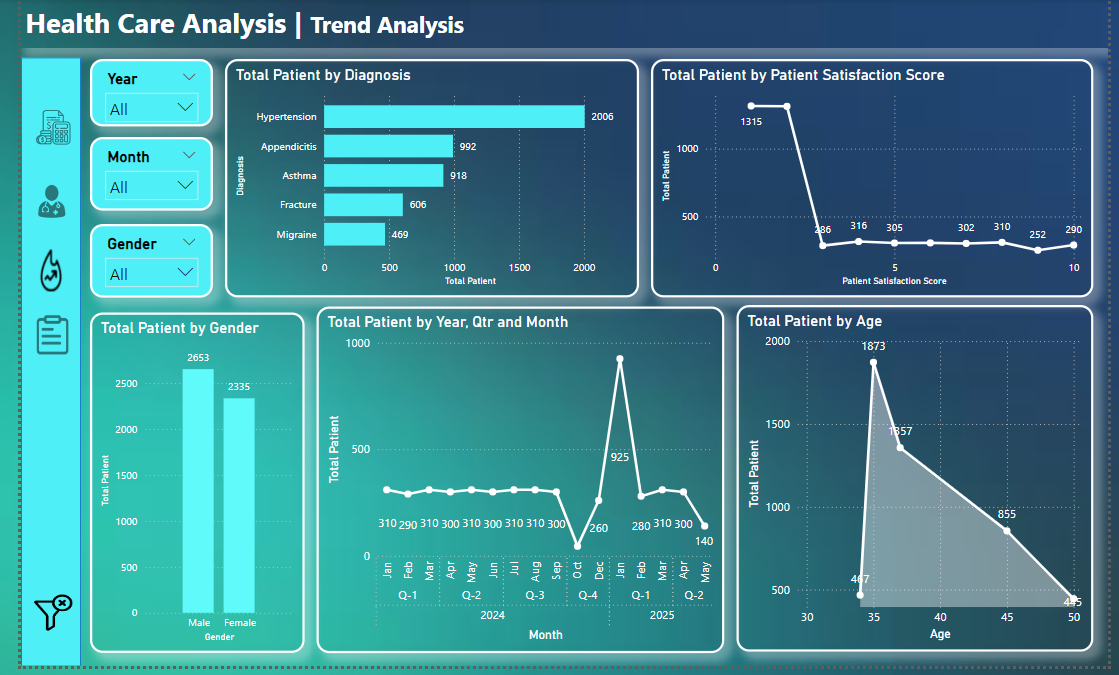 Health Care Analysis | Trend Analysis
Year
All
Month
All
Gender
All
Total Patient by Diagnosis
Diagnosis
Hypertension 2006
Appendicitis 992
Asthma 918
Fracture 606
Migraine 469
0 500 1000 1500 2000
Total Patient
Total Patient by Patient Satisfaction Score
Total Patient
1000
500
1315
286 316 305 302 310 252 290
0 5 10
Patient Satisfaction Score
Total Patient by Gender
Total Patient
2653
2335
2500
2000
1500
1000
500
0
Male Female
Gender
Total Patient by Year, Qtr and Month
Total Patient
1000
500
0
310 290 310 300 310 300 310 310 300 260 925 280 310 300 140
Jan Feb Mar Apr May Jun Jul Aug Sep Oct Dec Jan Feb Mar Apr May
Q-1 Q-2 Q-3 Q-4 Q-1 Q-2
2024 2025
Month
Total Patient by Age
Total Patient
2000
1500
1000
500
1873
1357
855
467
445
30 35 40 45 50
Age